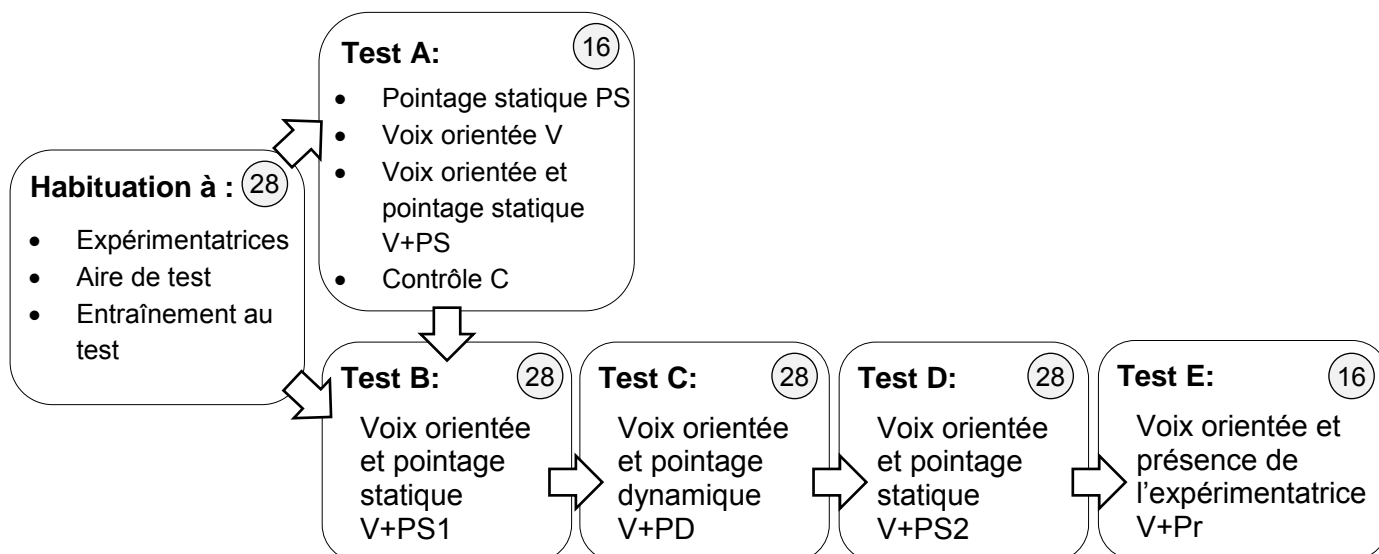 Test A:
16
• Pointage statique PS
• Voix orientée V
• Voix orientée et
pointage statique
V+PS
• Contrôle C
Habituation à :
28
• Expérimentatrices
• Aire de test
• Entraînement au
test
Test B:
28
Voix orientée
et pointage
statique
V+PS1
Test C:
28
Voix orientée
et pointage
dynamique
V+PD
Test D:
28
Voix orientée
et pointage
statique
V+PS2
Test E:
16
Voix orientée et
présence de
l'expérimentatrice
V+Pr